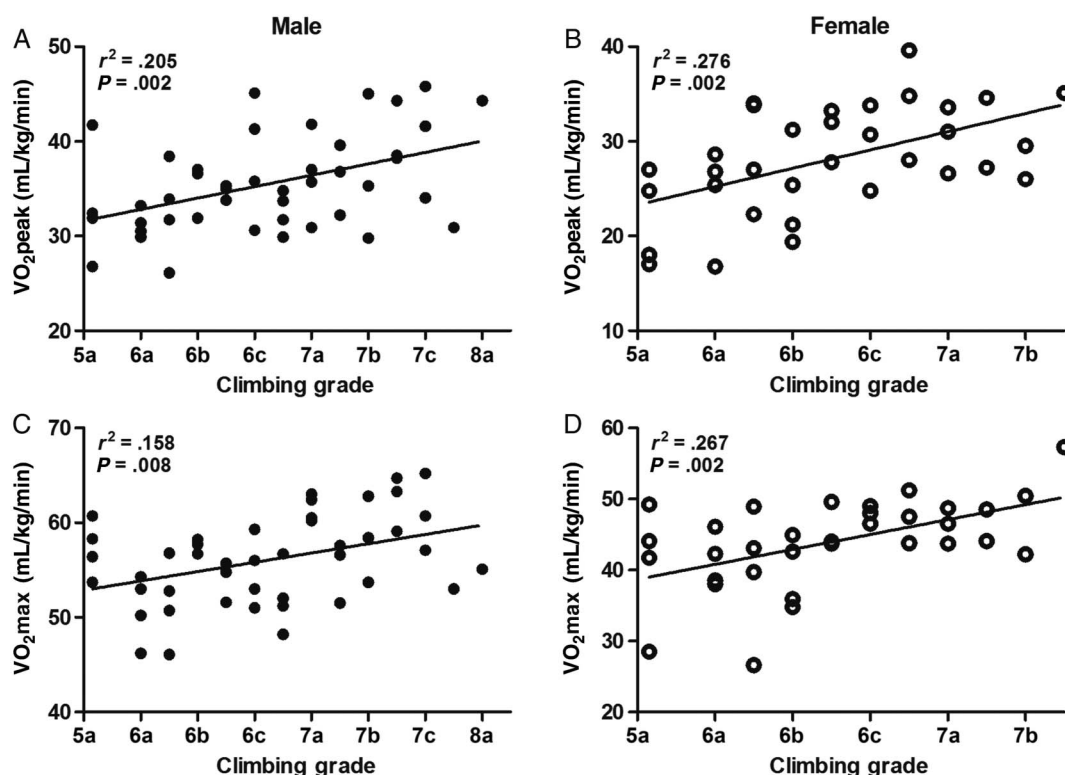 A
Male
r² = .205
P = .002
50
40
30
20
VO₂peak (mL/kg/min)
5a 6a 6b 6c 7a 7b 7c 8a
Climbing grade
B
Female
r² = .276
P = .002
40
30
20
10
VO₂peak (mL/kg/min)
5a 6a 6b 6c 7a 7b
Climbing grade
C
r² = .158
P = .008
70
60
50
40
VO₂max (mL/kg/min)
5a 6a 6b 6c 7a 7b 7c 8a
Climbing grade
D
r² = .267
P = .002
60
50
40
30
20
VO₂max (mL/kg/min)
5a 6a 6b 6c 7a 7b
Climbing grade